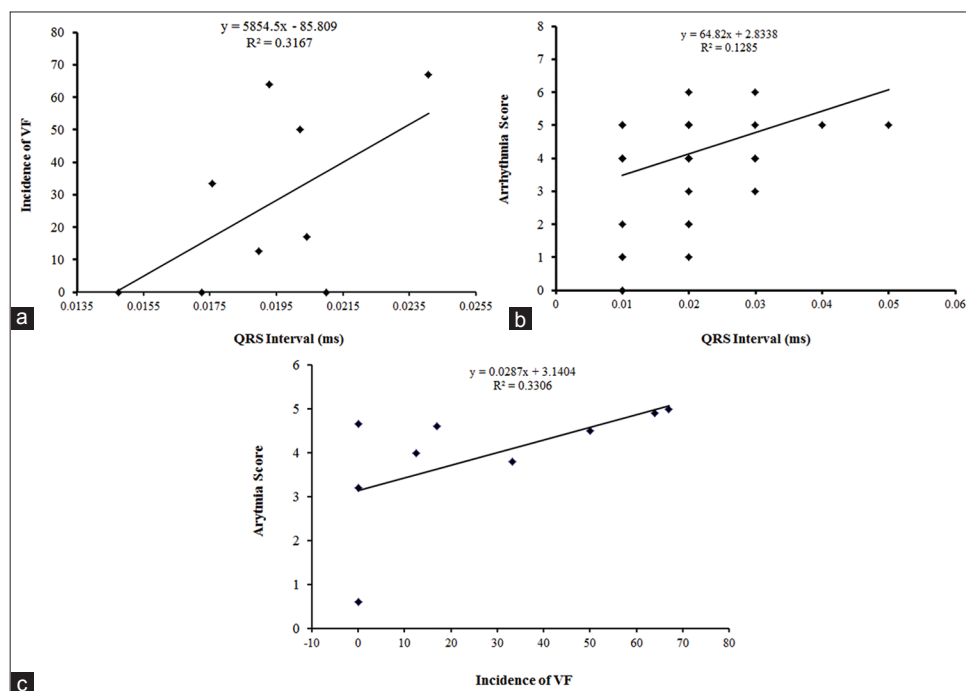 y = 5854.5x - 85.809
R² = 0.3167
80
70
60
50
40
30
20
10
0
Incidence of VF
0.0135 0.0155 0.0175 0.0195 0.0215 0.0235 0.0255
QRS Interval (ms)
a
y = 64.82x + 2.8338
R² = 0.1285
8
7
6
5
4
3
2
1
0
Arrhythmia Score
0 0.01 0.02 0.03 0.04 0.05 0.06
QRS Interval (ms)
b
y = 0.0287x + 3.1404
R² = 0.3306
6
5
4
3
2
1
0
Arytmia Score
-10 0 10 20 30 40 50 60 70 80
Incidence of VF
c